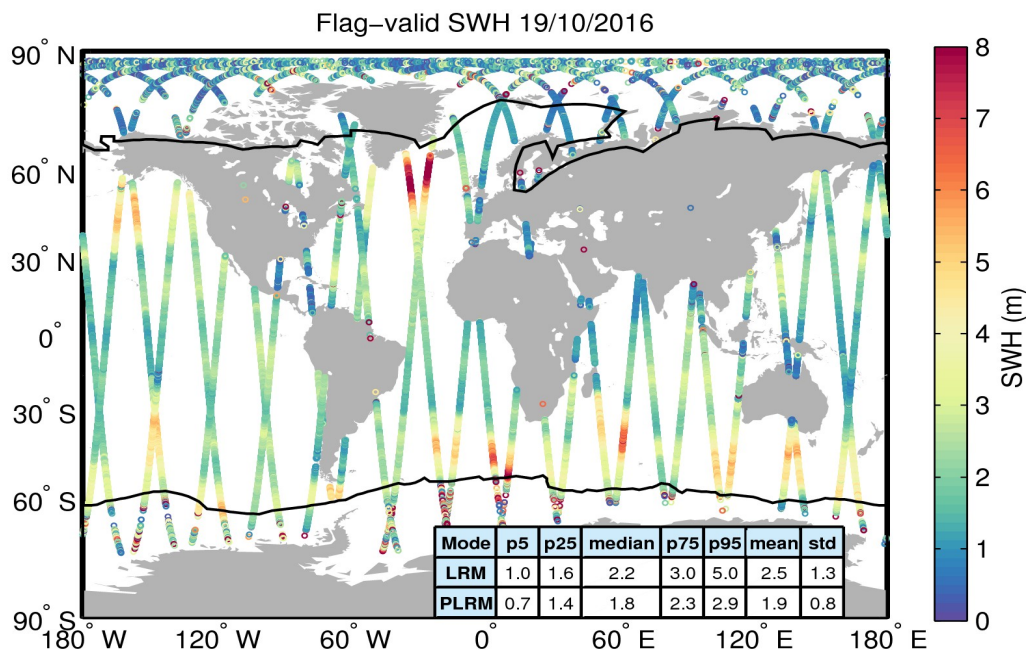 Flag−valid SWH 19/10/2016
90° N
60° N
30° N
0°
30° S
60° S
90° S
180° W
120° W
60° W
0°
60° E
120° E
180° E
8
7
6
5
4
3
2
1
0
SWH (m)
Mode p5 p25 median p75 p95 mean std
LRM 1.0 1.6 2.2 3.0 5.0 2.5 1.3
PLRM 0.7 1.4 1.8 2.3 2.9 1.9 0.8